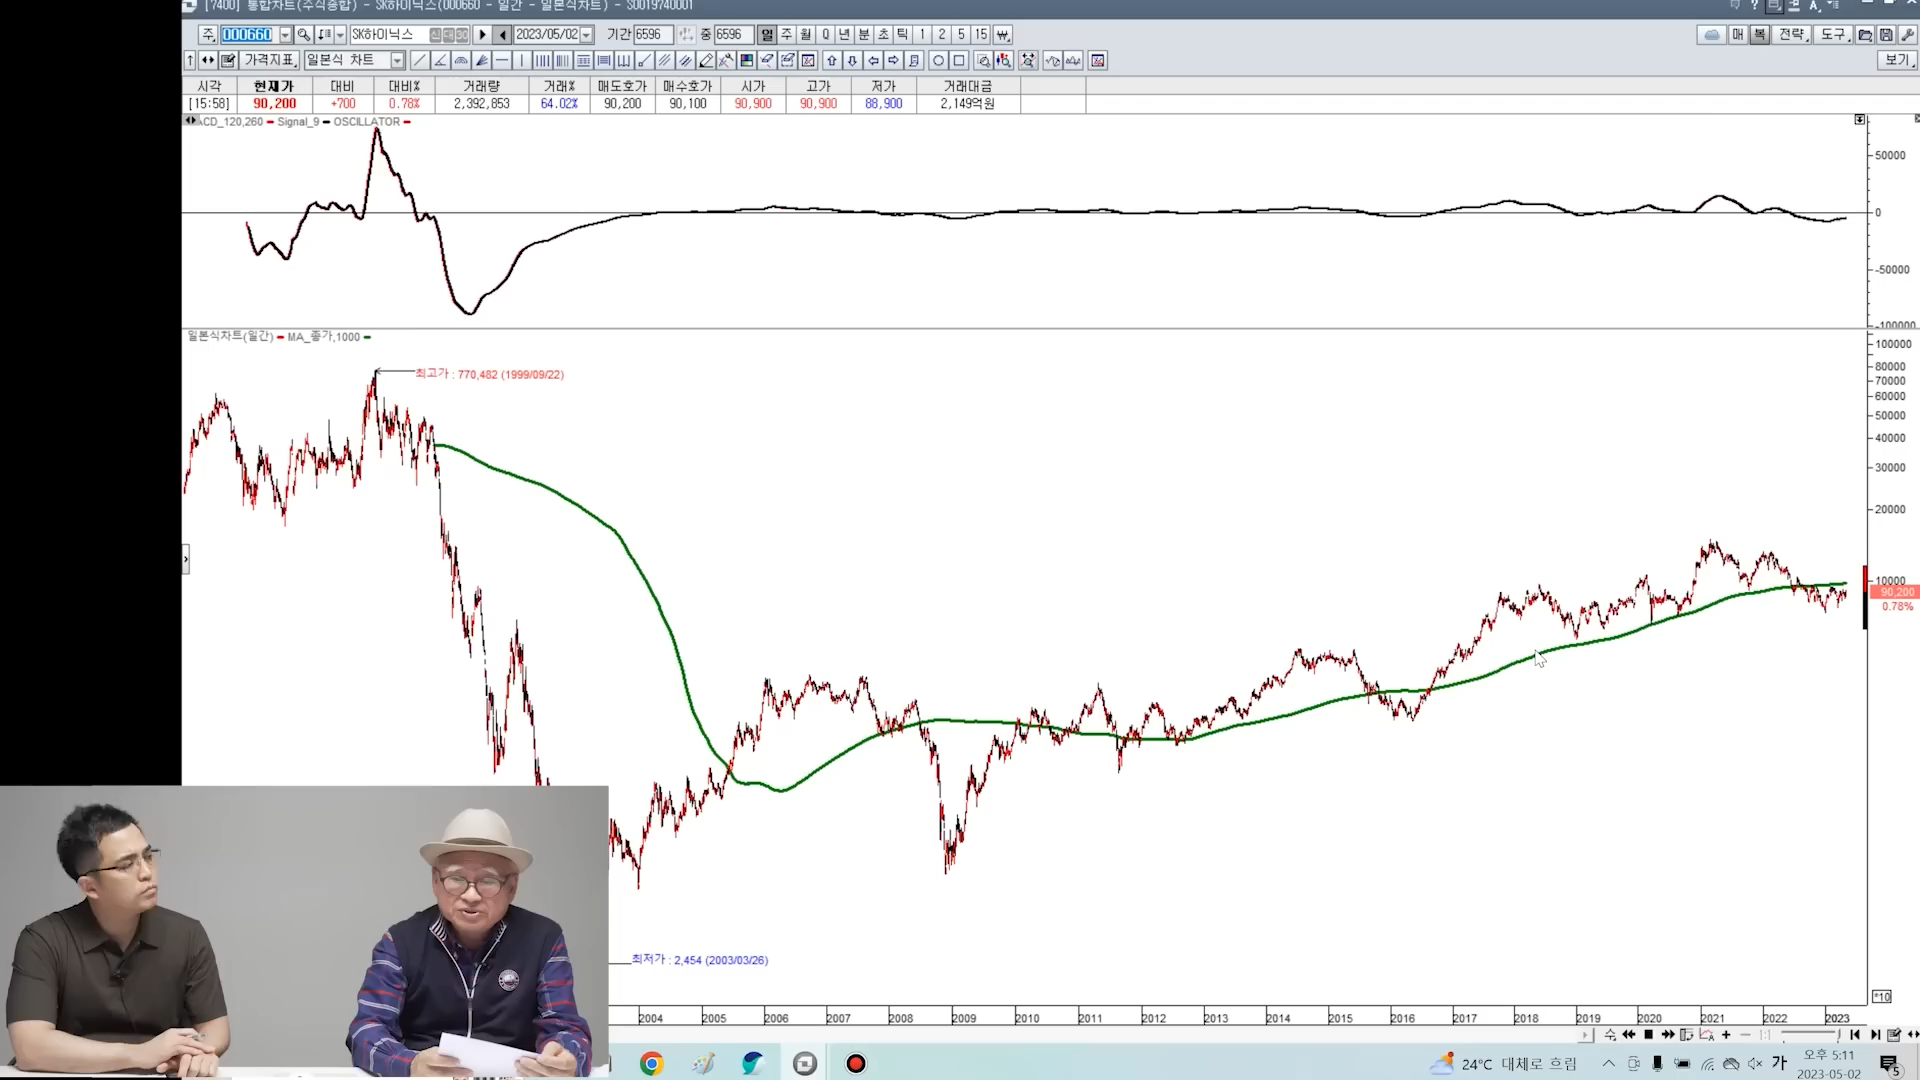 [7400] 통합차트(주식종합) - SK하이닉스(000660 - 일간 - 일본식차트) - S0019740001
주 000660 SK하이닉스 신 대 30 2023/05/02 기간 6596 중 6596 일 주 월 Q 년 분 초 틱 1 2 5 15 매 복 전략 도구
가격지표 일본식 차트 보기
시각 현재가 대비 대비% 거래량 거래% 매도호가 매수호가 시가 고가 저가 거래대금
[15:58] 90,200 +700 0.78% 2,392,853 64.02% 90,200 90,100 90,900 90,900 88,900 2,149억원
ACD_120,260 Signal_9 OSCILLATOR
50000
0
-50000
-100000
일본식차트(일간) MA_종가,1000
최고가 : 770,482 (1999/09/22)
100000
80000
70000
60000
50000
40000
30000
20000
10000
90,200
0.78%
최저가 : 2,454 (2003/03/26)
*10
2004 2005 2006 2007 2008 2009 2010 2011 2012 2013 2014 2015 2016 2017 2018 2019 2020 2021 2022 2023
24°C 대체로 흐림 가 오후 5:11
2023-05-02
5